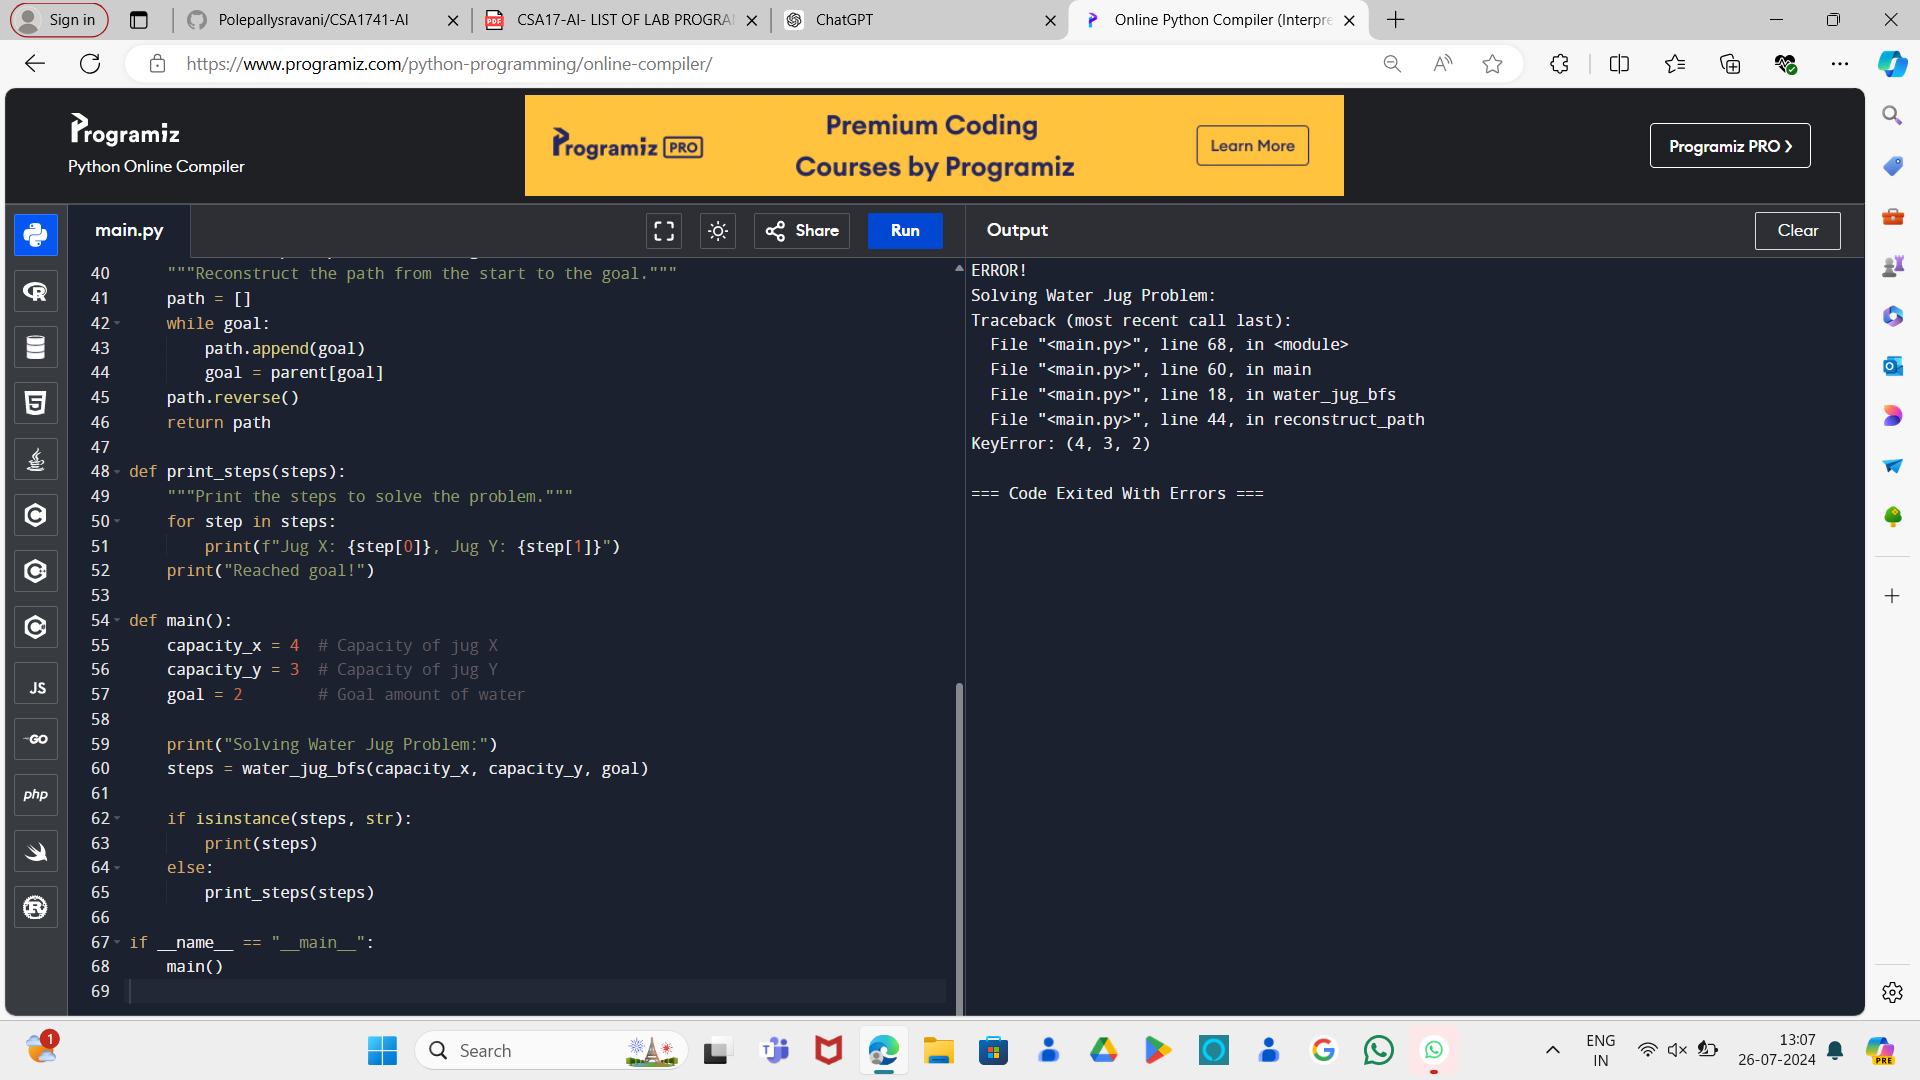 Sign in
Polepallysravani/CSA1741-AI
CSA17-AI- LIST OF LAB PROGRA
ChatGPT
Online Python Compiler (Interpre
https://www.programiz.com/python-programming/online-compiler/
Programiz
Python Online Compiler
Programiz PRO
Premium Coding
Courses by Programiz
Learn More
Programiz PRO
main.py
Share
Run
Output
Clear
40 """Reconstruct the path from the start to the goal."""
41 path = []
42 while goal:
43 path.append(goal)
44 goal = parent[goal]
45 path.reverse()
46 return path
47
48 def print_steps(steps):
49 """Print the steps to solve the problem."""
50 for step in steps:
51 print(f"Jug X: {step[0]}, Jug Y: {step[1]}")
52 print("Reached goal!")
53
54 def main():
55 capacity_x = 4 # Capacity of jug X
56 capacity_y = 3 # Capacity of jug Y
57 goal = 2 # Goal amount of water
58
59 print("Solving Water Jug Problem:")
60 steps = water_jug_bfs(capacity_x, capacity_y, goal)
61
62 if isinstance(steps, str):
63 print(steps)
64 else:
65 print_steps(steps)
66
67 if __name__ == "__main__":
68 main()
69
ERROR!
Solving Water Jug Problem:
Traceback (most recent call last):
File "<main.py>", line 68, in <module>
File "<main.py>", line 60, in main
File "<main.py>", line 18, in water_jug_bfs
File "<main.py>", line 44, in reconstruct_path
KeyError: (4, 3, 2)
=== Code Exited With Errors ===
JS
GO
php
1
Search
ENG
IN
13:07
26-07-2024
PRE